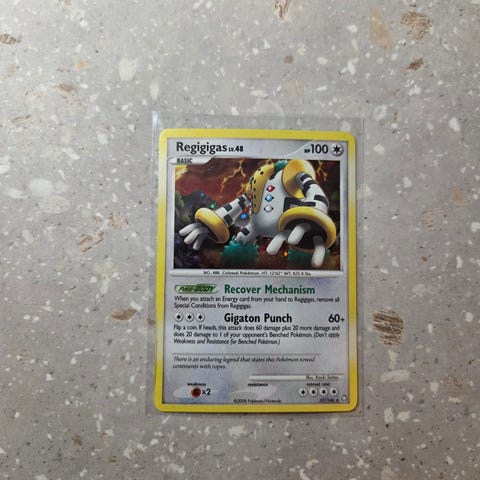 Regigigas LV.48 HP 100
BASIC
NO. 486 Colossal Pokémon. HT: 12'02" WT: 925.9 lbs.
POKé-BODY Recover Mechanism
When you attach an Energy card from your hand to Regigigas, remove all
Special Conditions from Regigigas.
Gigaton Punch 60+
Flip a coin. If heads, this attack does 60 damage plus 20 more damage and
does 20 damage to 1 of your opponent's Benched Pokémon. (Don't apply
Weakness and Resistance for Benched Pokémon.)
There is an enduring legend that states this Pokémon towed
continents with ropes.
weakness resistance retreat cost
×2
©2008 Pokémon/Nintendo